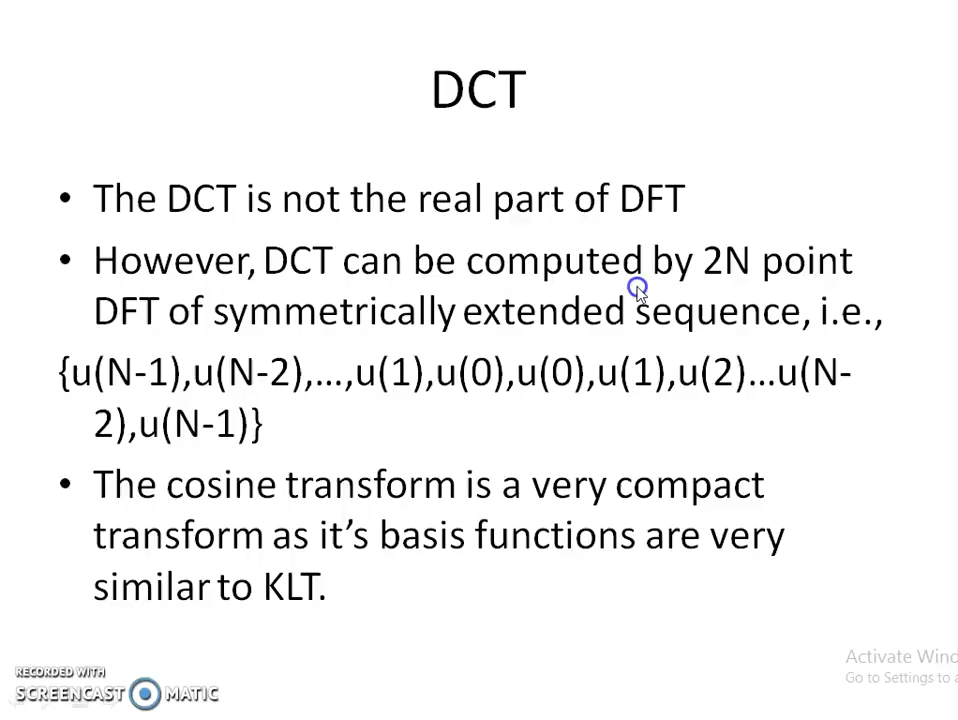 DCT
• The DCT is not the real part of DFT
• However, DCT can be computed by 2N point
DFT of symmetrically extended sequence, i.e.,
{u(N-1),u(N-2),…,u(1),u(0),u(0),u(1),u(2)…u(N-
2),u(N-1)}
• The cosine transform is a very compact
transform as it’s basis functions are very
similar to KLT.
RECORDED WITH
SCREENCAST MATIC
Activate Wind
Go to Settings to a